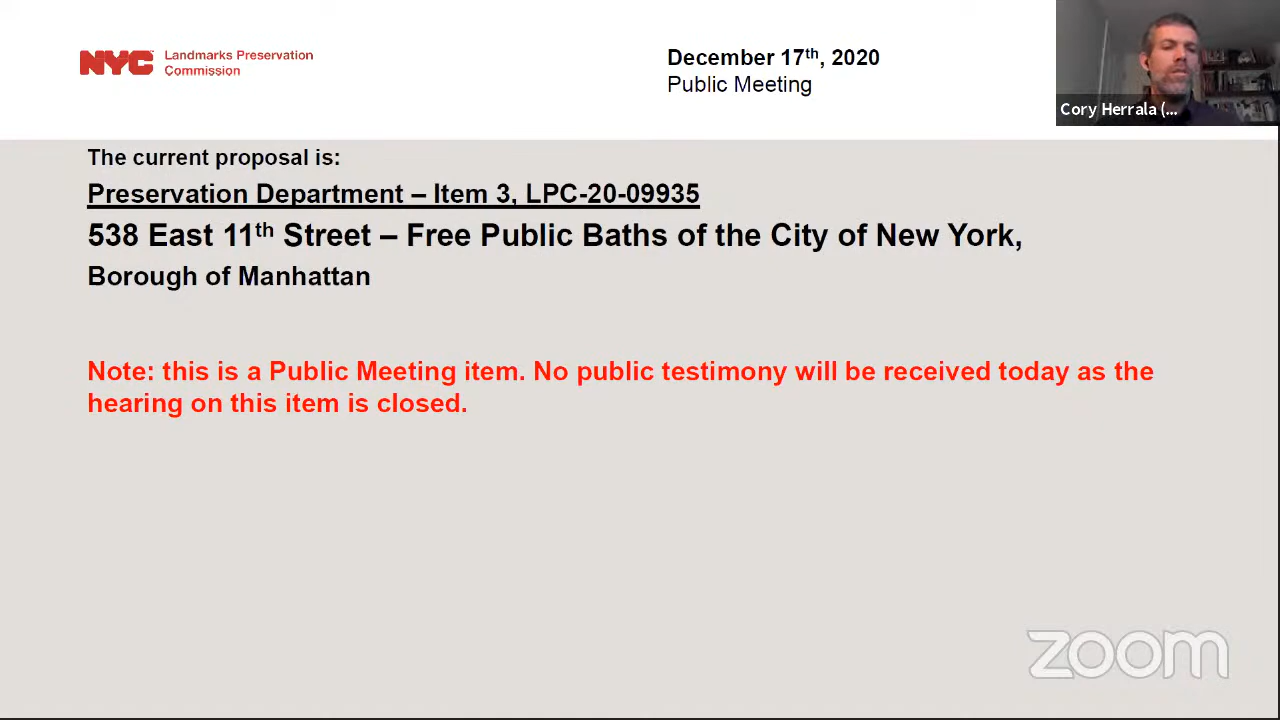 NYC Landmarks Preservation
Commission
December 17th, 2020
Public Meeting
Cory Herrala (...
The current proposal is:
Preservation Department – Item 3, LPC-20-09935
538 East 11th Street – Free Public Baths of the City of New York,
Borough of Manhattan
Note: this is a Public Meeting item. No public testimony will be received today as the
hearing on this item is closed.
zoom